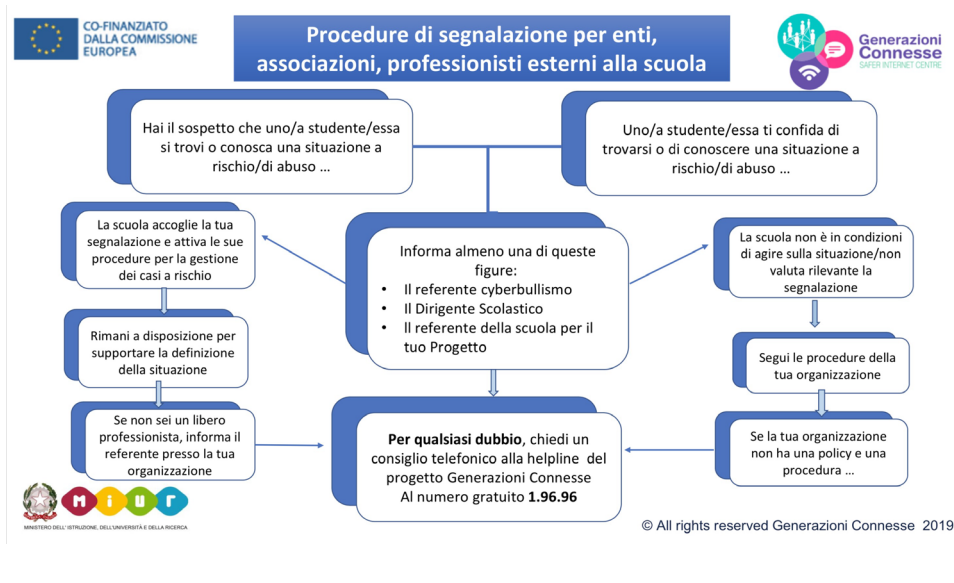 CO-FINANZIATO
DALLA COMMISSIONE
EUROPEA
Procedure di segnalazione per enti,
associazioni, professionisti esterni alla scuola
Generazioni
Connesse
SAFER INTERNET CENTRE
Hai il sospetto che uno/a studente/essa
si trovi o conosca una situazione a
rischio/di abuso ...
Uno/a studente/essa ti confida di
trovarsi o di conoscere una situazione a
rischio/di abuso ...
La scuola accoglie la tua
segnalazione e attiva le sue
procedure per la gestione
dei casi a rischio
Informa almeno una di queste
figure:
• Il referente cyberbullismo
• Il Dirigente Scolastico
• Il referente della scuola per il
tuo Progetto
La scuola non è in condizioni
di agire sulla situazione/non
valuta rilevante la
segnalazione
Rimani a disposizione per
supportare la definizione
della situazione
Segui le procedure della
tua organizzazione
Se non sei un libero
professionista, informa il
referente presso la tua
organizzazione
Per qualsiasi dubbio, chiedi un
consiglio telefonico alla helpline del
progetto Generazioni Connesse
Al numero gratuito 1.96.96
Se la tua organizzazione
non ha una policy e una
procedura ...
miur
MINISTERO DELL' ISTRUZIONE, DELL'UNIVERSITÀ E DELLA RICERCA
© All rights reserved Generazioni Connesse 2019